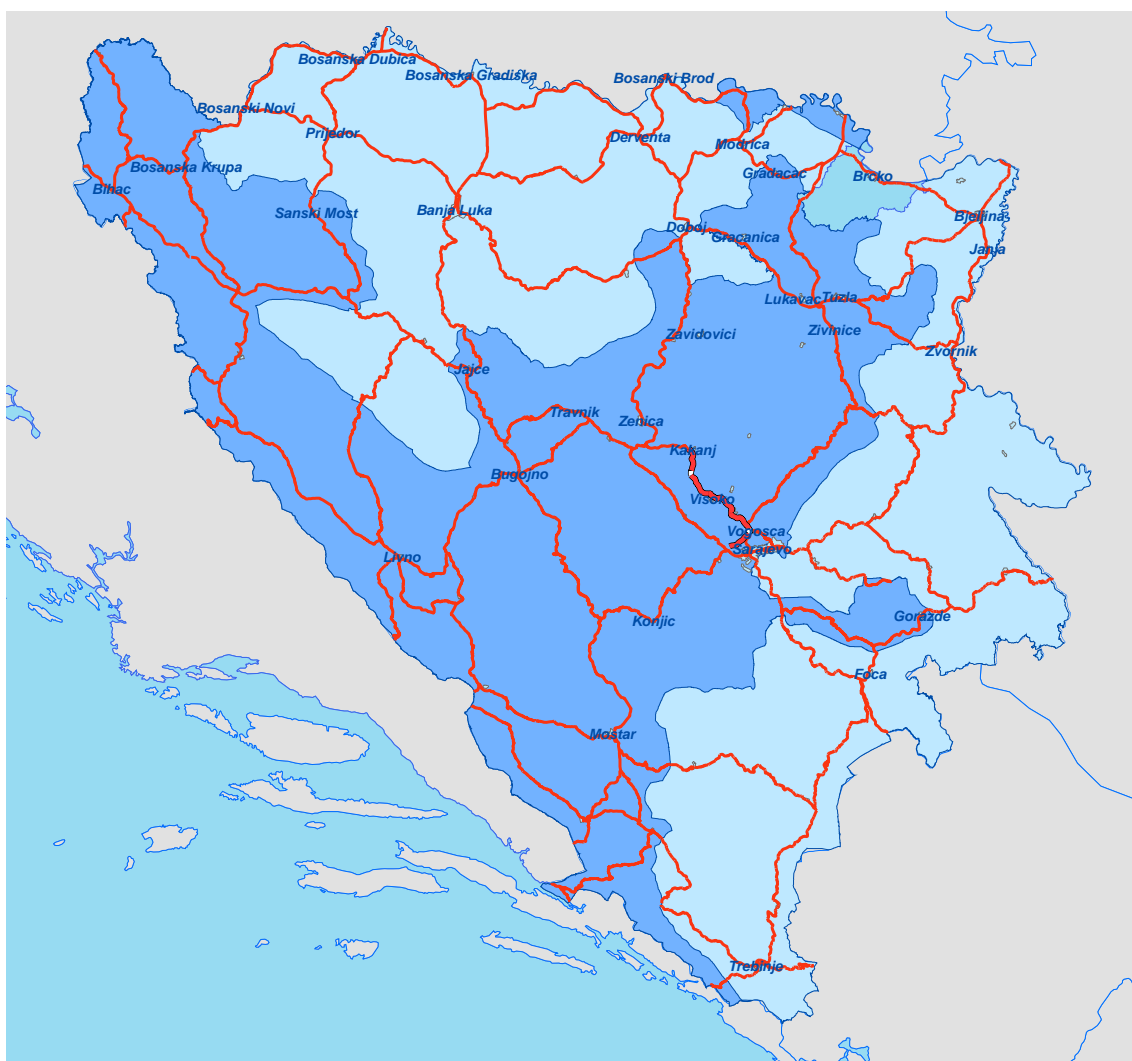 Bosanska Dubica
Bosanska Gradiška
Bosanski Brod
Bosanski Novi
Prijedor
Derventa
Modrica
Bosanska Krupa
Gradacac
Brcko
Bihac
Sanski Most
Banja Luka
Bjeljina
Doboj
Gracanica
Janja
Lukavac
Tuzla
Zavidovici
Zivinice
Zvornik
Jajce
Travnik
Zenica
Kakanj
Bugojno
Visoko
Vogosca
Sarajevo
Livno
Konjic
Gorazde
Foca
Mostar
Trebinje